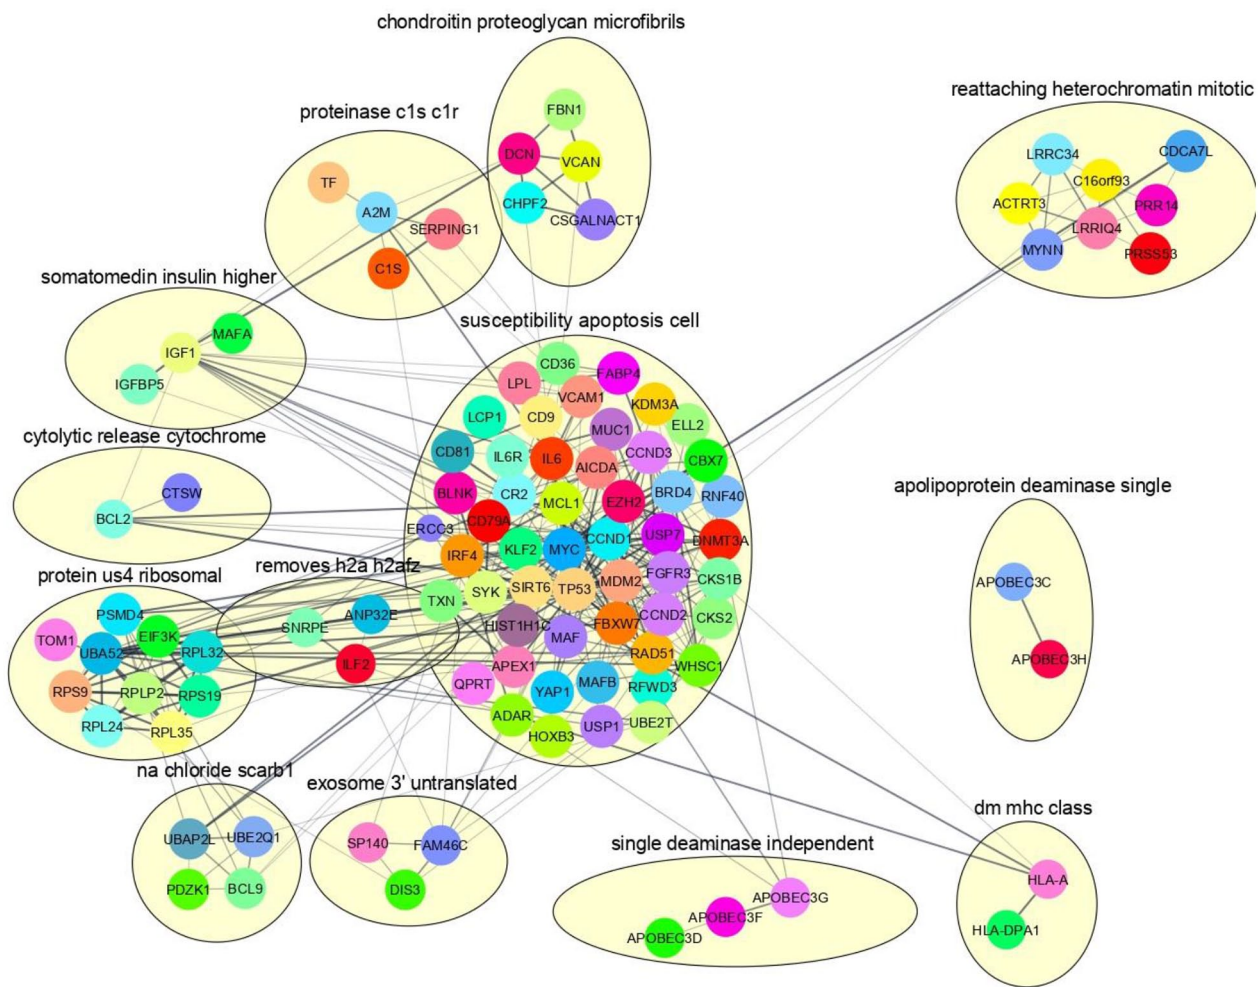 chondroitin proteoglycan microfibrils
FBN1
DCN
VCAN
CHPF2
CSGALNACT1
reattaching heterochromatin mitotic
LRRC34
CDCA7L
C16orf93
ACTRT3
PRR14
LRRIQ4
MYNN
PRSS53
proteinase c1s c1r
TF
A2M
SERPING1
C1S
somatomedin insulin higher
MAFA
IGF1
IGFBP5
susceptibility apoptosis cell
CD36
FABP4
LPL
VCAM1
KDM3A
LCP1
CD9
ELL2
MUC1
CD81
IL6R
IL6
AICDA
CCND3
CBX7
BLNK
CR2
MCL1
EZH2
BRD4
RNF40
ERCC3
CD79A
CCND1
USP7
DNMT3A
IRF4
KLF2
MYC
FGFR3
CKS1B
TXN
SYK
SIRT6
TP53
MDM2
CCND2
CKS2
HIST1H1C
MAF
FBXW7
RAD51
WHSC1
APEX1
QPRT
YAP1
MAFB
RFWD3
ADAR
HOXB3
USP1
UBE2T
cytolytic release cytochrome
CTSW
BCL2
apolipoprotein deaminase single
APOBEC3C
APOBEC3H
protein us4 ribosomal
PSMD4
TOM1
EIF3K
UBA52
RPL32
RPS9
RPLP2
RPS19
RPL24
RPL35
removes h2a h2afz
ANP32E
SNRPE
ILF2
na chloride scarb1
UBAP2L
UBE2Q1
PDZK1
BCL9
exosome 3' untranslated
SP140
FAM46C
DIS3
single deaminase independent
APOBEC3G
APOBEC3F
APOBEC3D
dm mhc class
HLA-A
HLA-DPA1